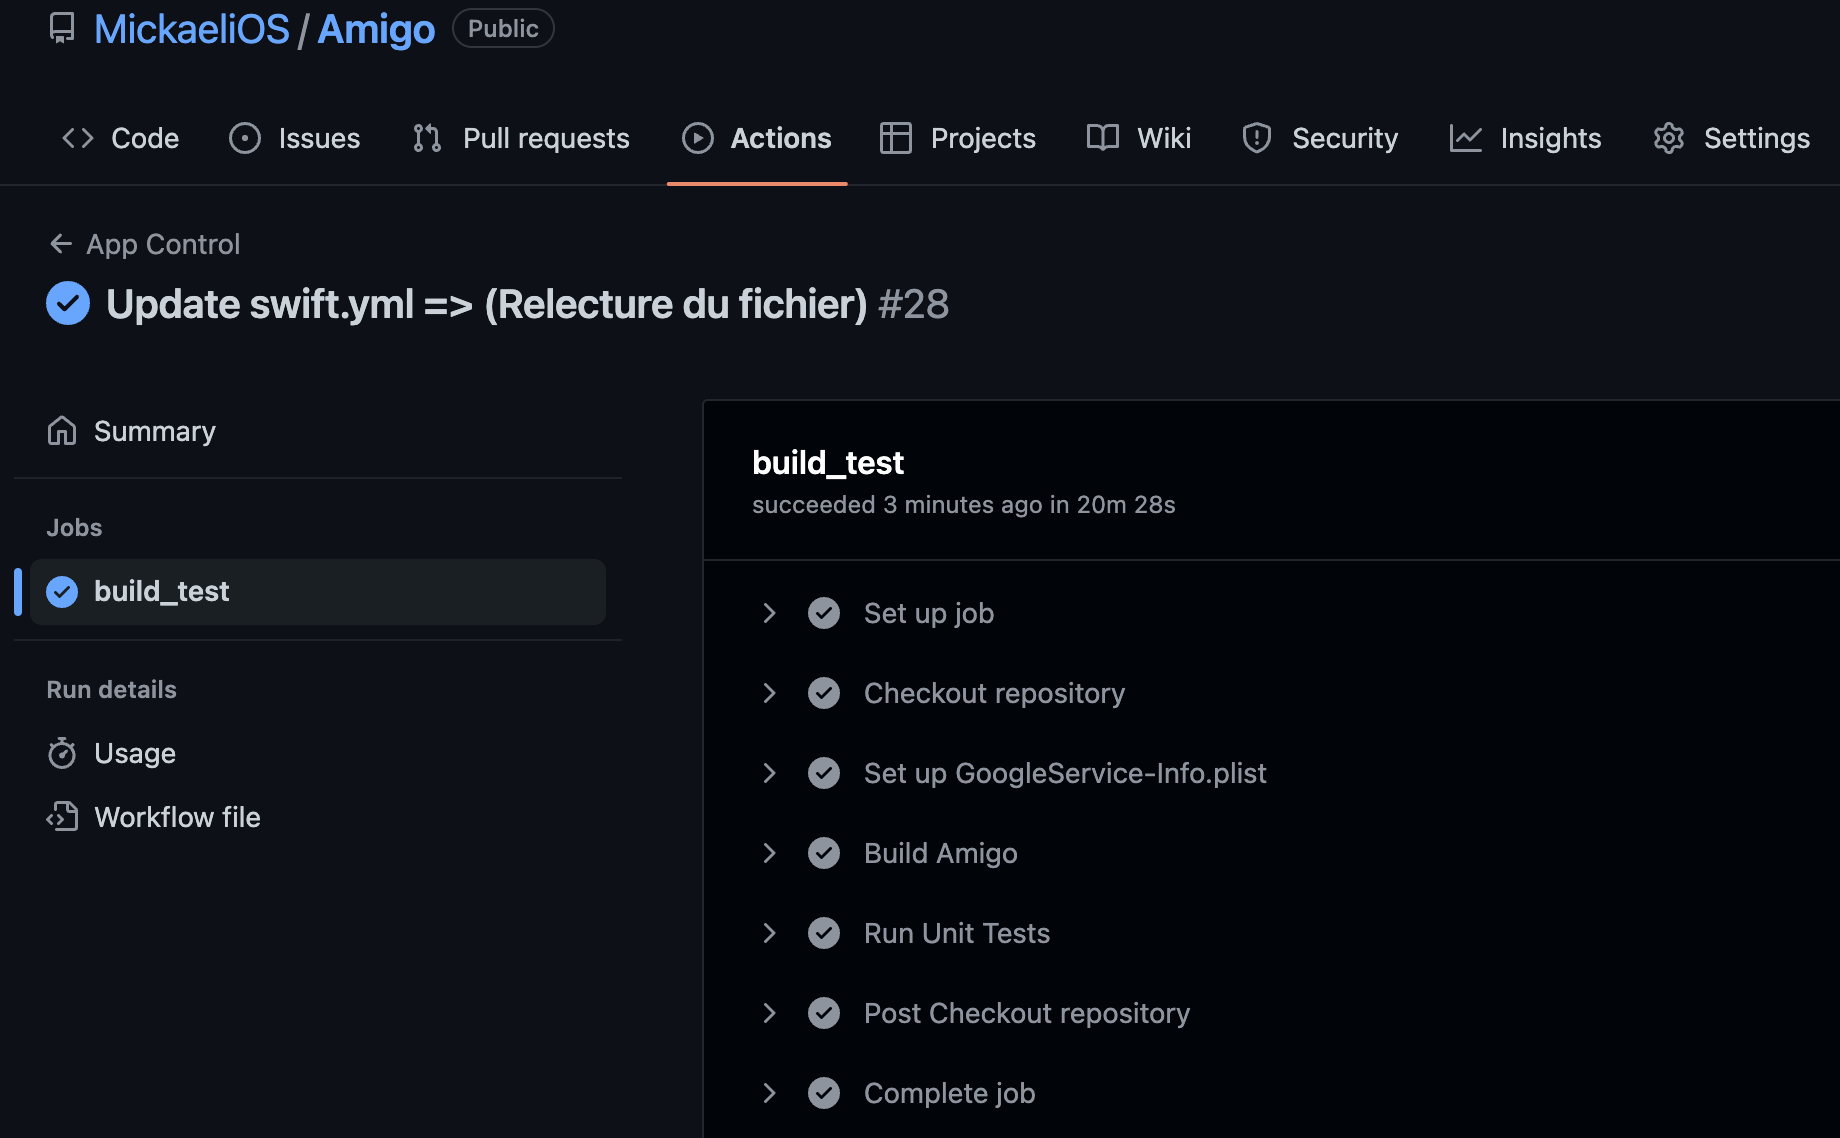 MickaeliOS / Amigo Public
Code Issues Pull requests Actions Projects Wiki Security Insights Settings
App Control
Update swift.yml => (Relecture du fichier) #28
Summary
Jobs
build_test
Run details
Usage
Workflow file
build_test
succeeded 3 minutes ago in 20m 28s
Set up job
Checkout repository
Set up GoogleService-Info.plist
Build Amigo
Run Unit Tests
Post Checkout repository
Complete job